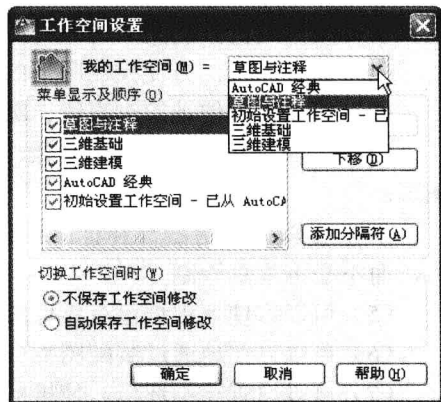 工作空间设置
我的工作空间(M) = 草图与注释
AutoCAD 经典
草图与注释
初始设置工作空间 - 已
三维基础
三维建模
菜单显示及顺序(O)
草图与注释
三维基础
三维建模
AutoCAD 经典
初始设置工作空间 - 已从 AutoCA
下移(D)
添加分隔符(A)
切换工作空间时(W)
不保存工作空间修改
自动保存工作空间修改
确定 取消 帮助(H)